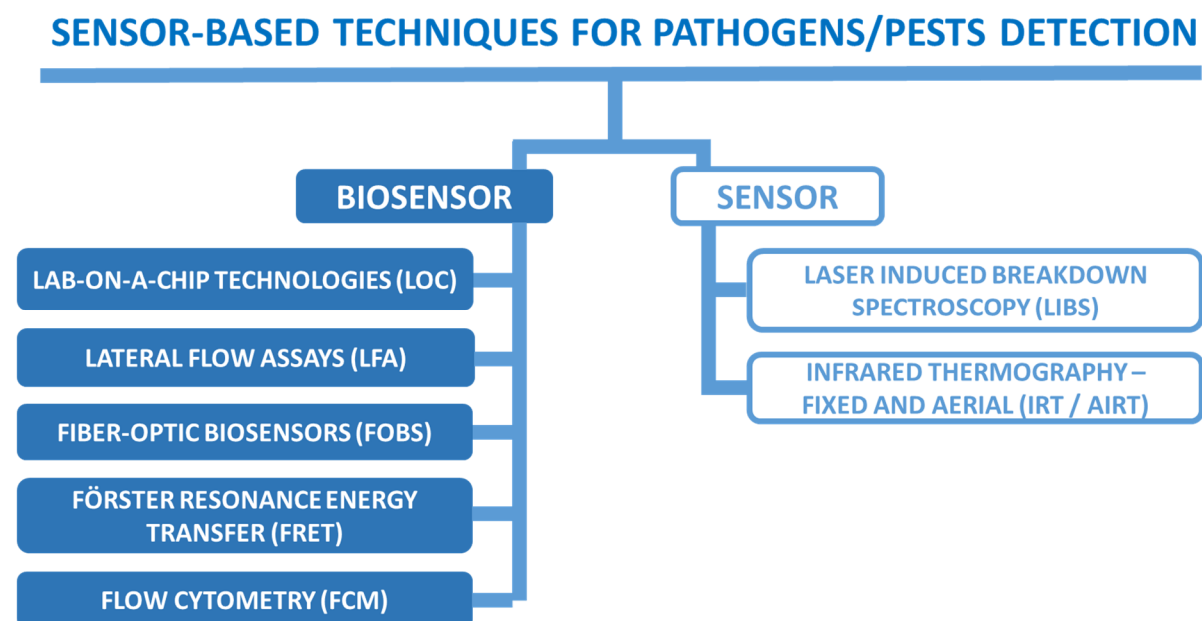 SENSOR-BASED TECHNIQUES FOR PATHOGENS/PESTS DETECTION
BIOSENSOR
LAB-ON-A-CHIP TECHNOLOGIES (LOC)
LATERAL FLOW ASSAYS (LFA)
FIBER-OPTIC BIOSENSORS (FOBS)
FÖRSTER RESONANCE ENERGY
TRANSFER (FRET)
FLOW CYTOMETRY (FCM)
SENSOR
LASER INDUCED BREAKDOWN
SPECTROSCOPY (LIBS)
INFRARED THERMOGRAPHY –
FIXED AND AERIAL (IRT / AIRT)